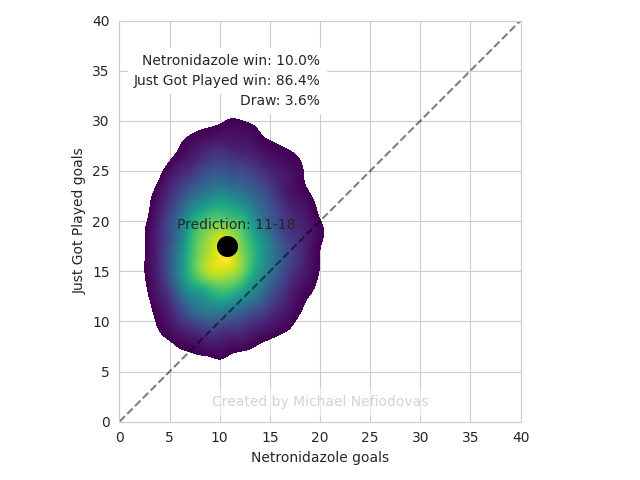 40
35
30
25
20
15
10
5
0
Just Got Played goals
Netronidazole win: 10.0%
Just Got Played win: 86.4%
Draw: 3.6%
Prediction: 11-18
Created by Michael Nefiodovas
0 5 10 15 20 25 30 35 40
Netronidazole goals